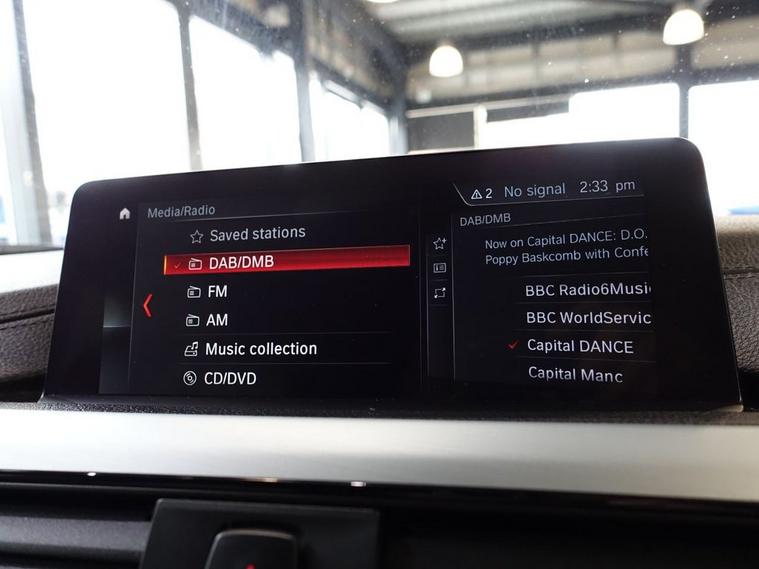 2 No signal 2:33 pm
Media/Radio
Saved stations
DAB/DMB
FM
AM
Music collection
CD/DVD
DAB/DMB
Now on Capital DANCE: D.O.
Poppy Baskcomb with Confe
BBC Radio6Music
BBC WorldServic
Capital DANCE
Capital Manc